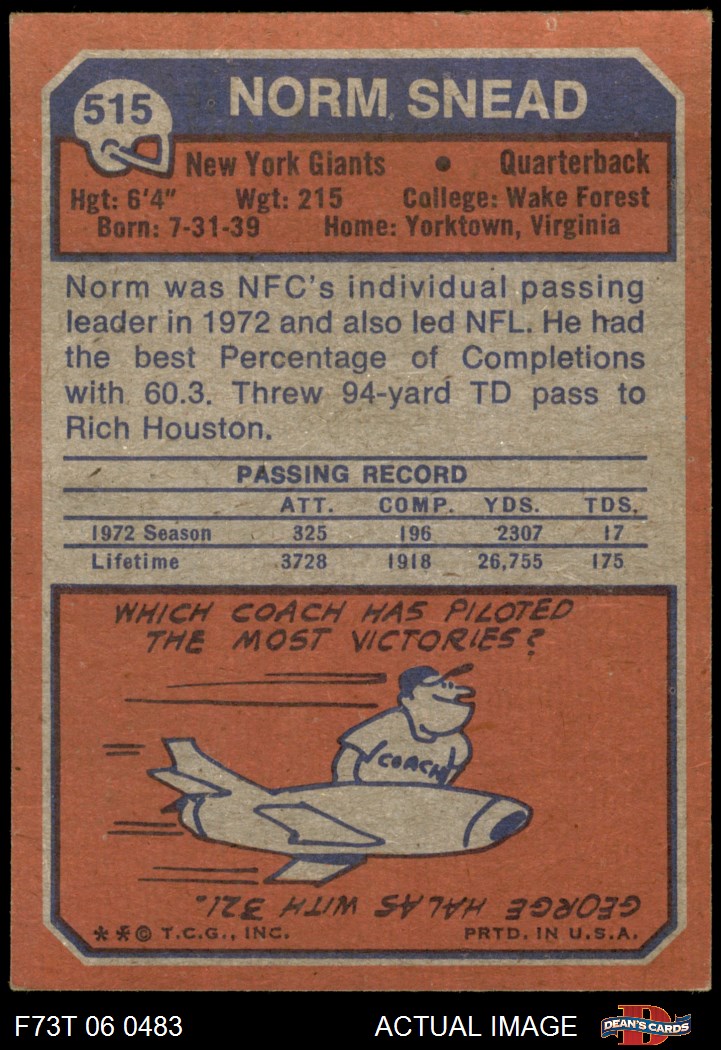 515
NORM SNEAD
New York Giants • Quarterback
Hgt: 6'4" Wgt: 215 College: Wake Forest
Born: 7-31-39 Home: Yorktown, Virginia
Norm was NFC's individual passing
leader in 1972 and also led NFL. He had
the best Percentage of Completions
with 60.3. Threw 94-yard TD pass to
Rich Houston.
PASSING RECORD
ATT. COMP. YDS. TDS.
1972 Season 325 196 2307 17
Lifetime 3728 1918 26,755 175
WHICH COACH HAS PILOTED
THE MOST VICTORIES?
COACH
GEORGE HALAS WITH 321.
**© T.C.G., INC. PRTD. IN U.S.A.
F73T 06 0483 ACTUAL IMAGE D DEAN'S CARDS